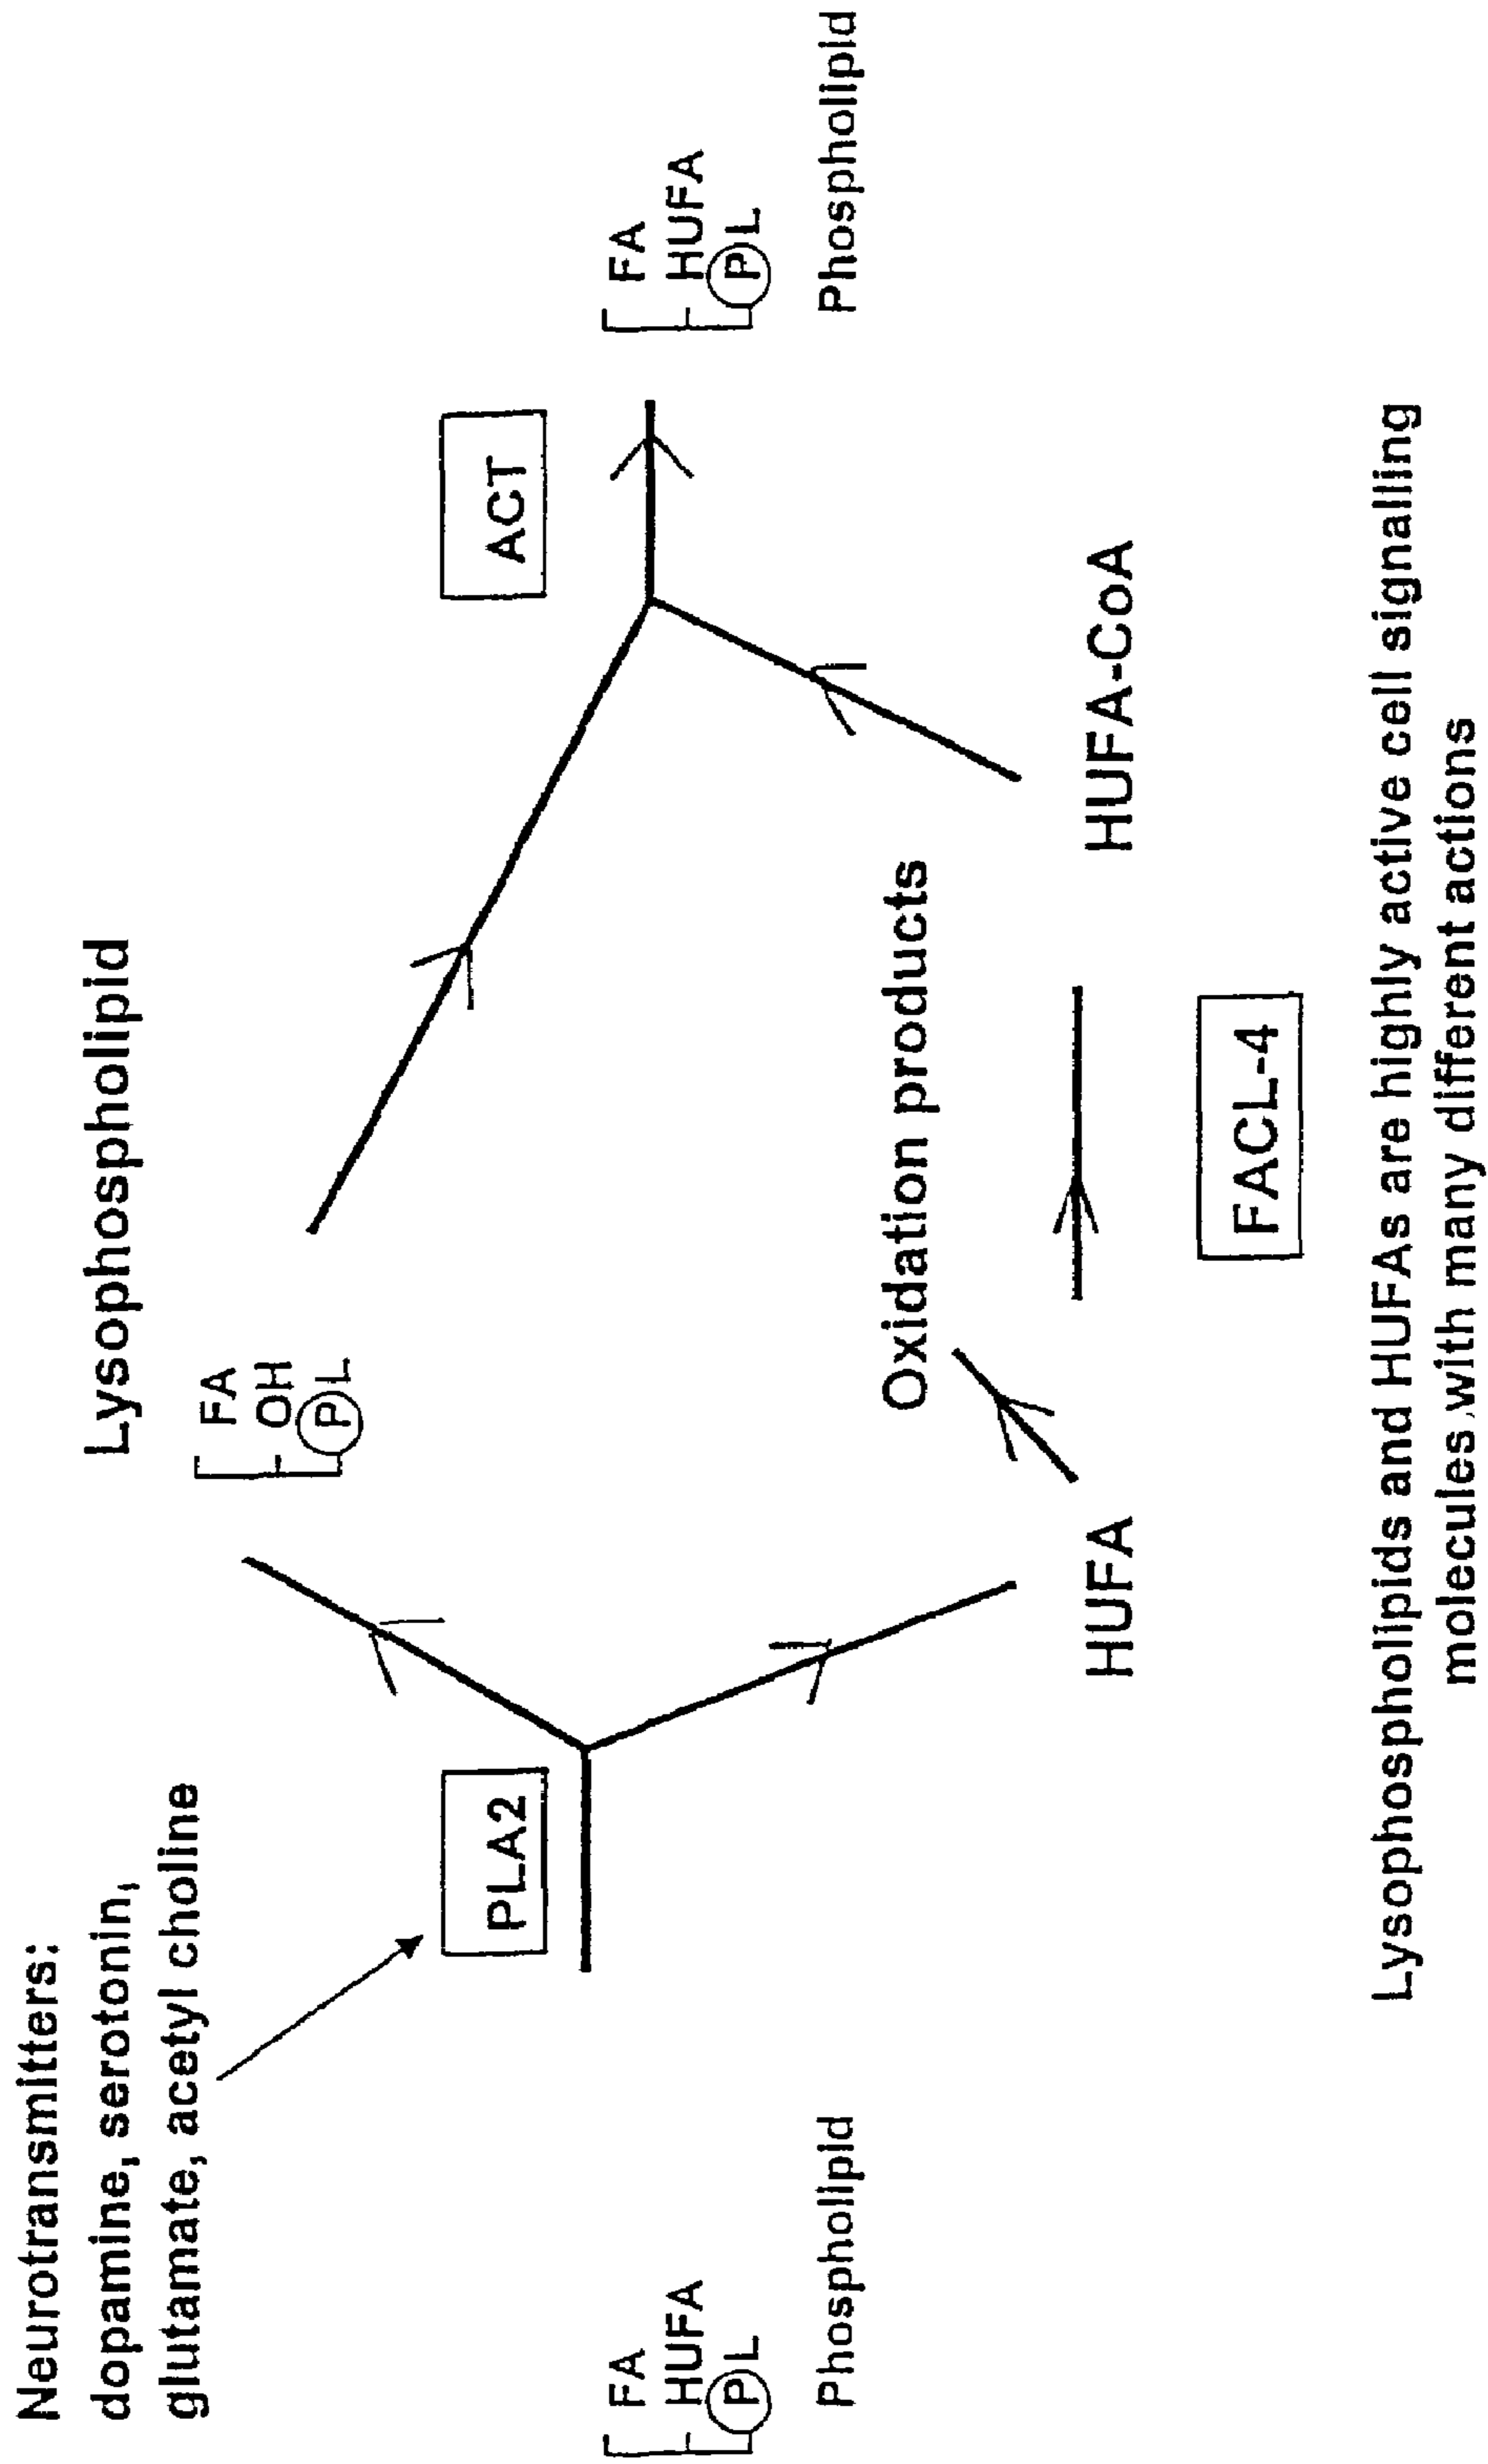 Neurotransmitters:
dopamine, serotonin,
glutamate, acetyl choline
Lysophospholipid
FA
OH
PL
PLA2
ACT
FA
HUFA
PL
Phospholipid
FA
HUFA
PL
Phospholipid
Oxidation products
HUFA
HUFA-CoA
FACL-4
Lysophospholipids and HUFAs are highly active cell signalling
molecules with many different actions